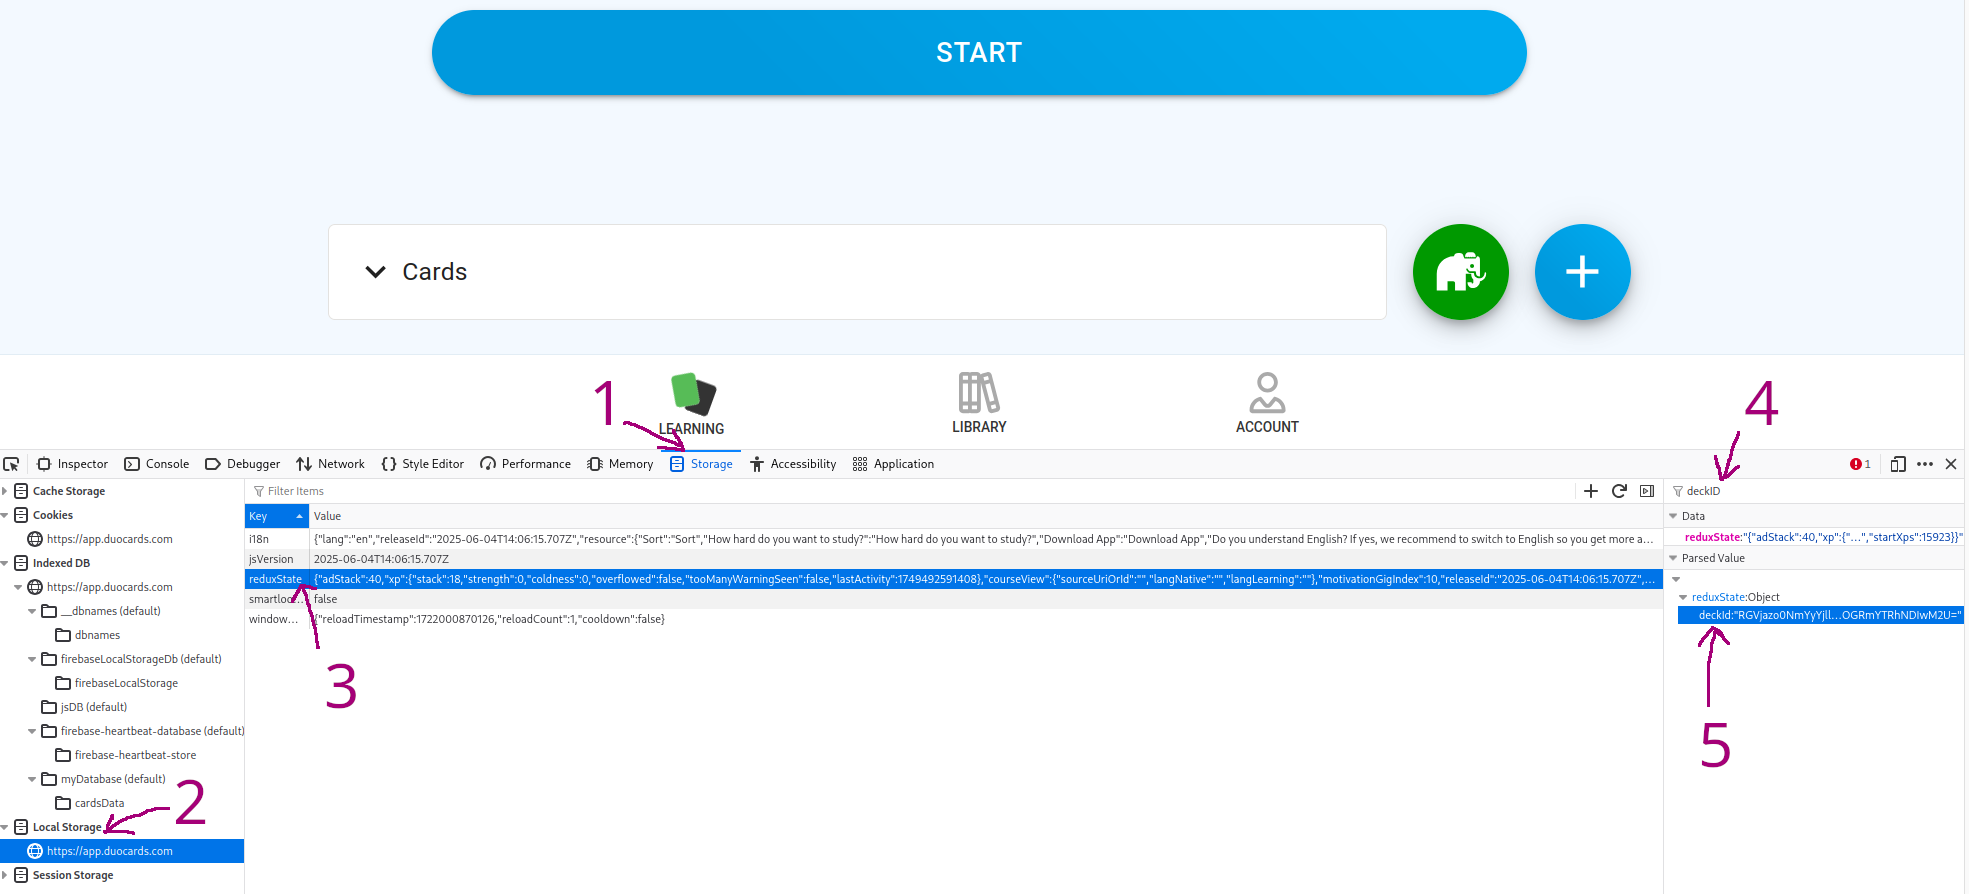 START
Cards
LEARNING
LIBRARY
ACCOUNT
1
4
Inspector Console Debugger Network Style Editor Performance Memory Storage Accessibility Application 1
Cache Storage
Cookies
https://app.duocards.com
Indexed DB
https://app.duocards.com
__dbnames (default)
dbnames
firebaseLocalStorageDb (default)
firebaseLocalStorage
jsDB (default)
firebase-heartbeat-database (default)
firebase-heartbeat-store
myDatabase (default)
cardsData
2
Local Storage
https://app.duocards.com
Session Storage
Filter Items
Key Value
i18n {"lang":"en","releaseId":"2025-06-04T14:06:15.707Z","resource":{"Sort":"Sort","How hard do you want to study?":"How hard do you want to study?","Download App":"Download App","Do you understand English? If yes, we recommend to switch to English so you get more a...
jsVersion 2025-06-04T14:06:15.707Z
reduxState {"adStack":40,"xp":{"stack":18,"strength":0,"coldness":0,"overflowed":false,"tooManyWarningSeen":false,"lastActivity":1749492591408},"courseView":{"sourceUriOrId":"","langNative":"","langLearning":""},"motivationGigIndex":10,"releaseId":"2025-06-04T14:06:15.707Z",...
smartloo... false
window... {"reloadTimestamp":1722000870126,"reloadCount":1,"cooldown":false}
3
deckID
Data
reduxState:"{"adStack":40,"xp":{"...","startXps":15923}}"
Parsed Value
reduxState:Object
deckId:"RGVjazo0NmYyYjll...OGRmYTRhNDIwM2U="
5